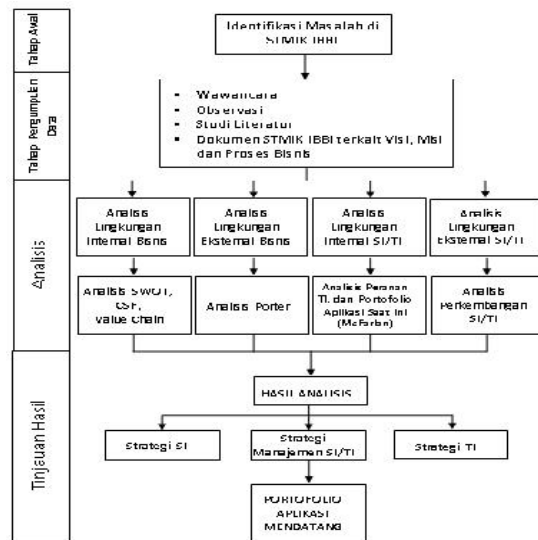 Tahap Awal
Identifikasi Masalah di
STMIK IBBI
Tahap Pengumpulan
Data
Wawancara
Observasi
Studi Literatur
Dokumen STMIK IBBI terkait Visi, Misi
dan Proses Bisnis
Analisis
Analisis
Lingkungan
Internal Bisnis
Analisis
Lingkungan
Eksternal Bisnis
Analisis
Lingkungan
Internal SI/TI
Analisis
Lingkungan
Eksternal SI/TI
Analisis SWOT,
CSF,
Value Chain
Analisis Porter
Analisis Peranan
TI. dan Portofolio
Aplikasi Saat Ini
(McFarlan)
Analisis
Perkembangan
SI/TI
Tinjauan Hasil
HASIL ANALISIS
Strategi SI
Strategi
Manajemen SI/TI
Strategi TI
PORTOFOLIO
APLIKASI
MENDATANG